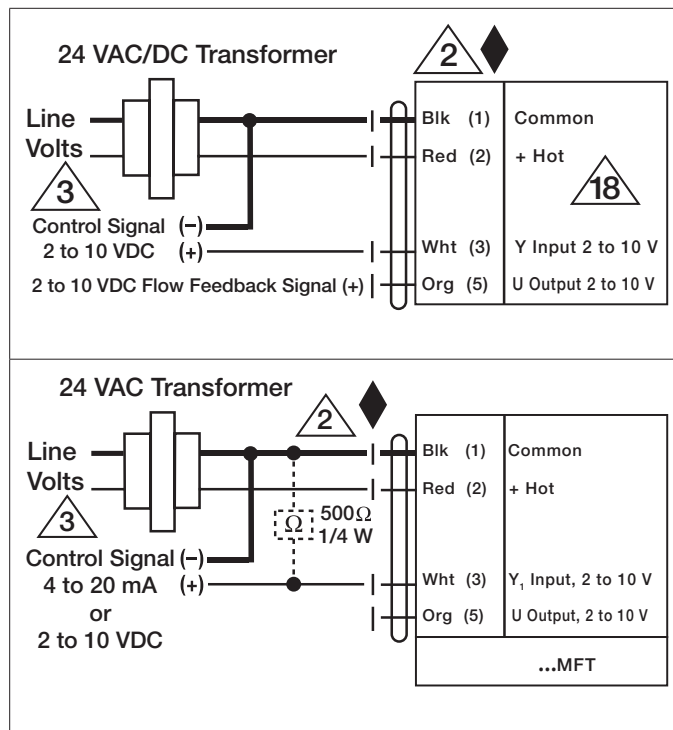 24 VAC/DC Transformer
2
Line
Volts
3
Blk (1) Common
Red (2) + Hot
18
Control Signal (–)
2 to 10 VDC (+)
Wht (3) Y Input 2 to 10 V
2 to 10 VDC Flow Feedback Signal (+)
Org (5) U Output 2 to 10 V
24 VAC Transformer
2
Line
Volts
3
Blk (1) Common
Red (2) + Hot
Ω
500Ω
1/4 W
Control Signal (–)
4 to 20 mA (+)
or
2 to 10 VDC
Wht (3) Y₁ Input, 2 to 10 V
Org (5) U Output, 2 to 10 V
...MFT